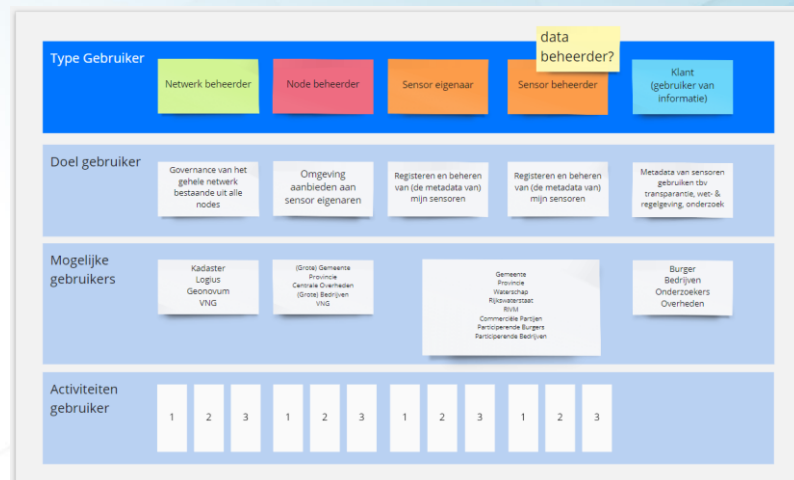 data
beheerder?
Type Gebruiker
Netwerk beheerder
Node beheerder
Sensor eigenaar
Sensor beheerder
Klant
(gebruiker van
informatie)
Doel gebruiker
Governance van het
gehele netwerk
bestaande uit alle
nodes
Omgeving
aanbieden aan
sensor eigenaren
Registeren en beheren
van (de metadata van)
mijn sensoren
Registeren en beheren
van (de metadata van)
mijn sensoren
Metadata van sensoren
gebruiken tbv
transparantie, wet- &
regelgeving, onderzoek
Mogelijke
gebruikers
Kadaster
Logius
Geonovum
VNG
(Grote) Gemeente
Provincie
Centrale Overheden
(Grote) Bedrijven
VNG
Gemeente
Provincie
Waterschap
Rijkswaterstaat
RIVM
Commerciële Partijen
Participerende Burgers
Participerende Bedrijven
Burger
Bedrijven
Onderzoekers
Overheden
Activiteiten
gebruiker
1 2 3 1 2 3 1 2 3 1 2 3